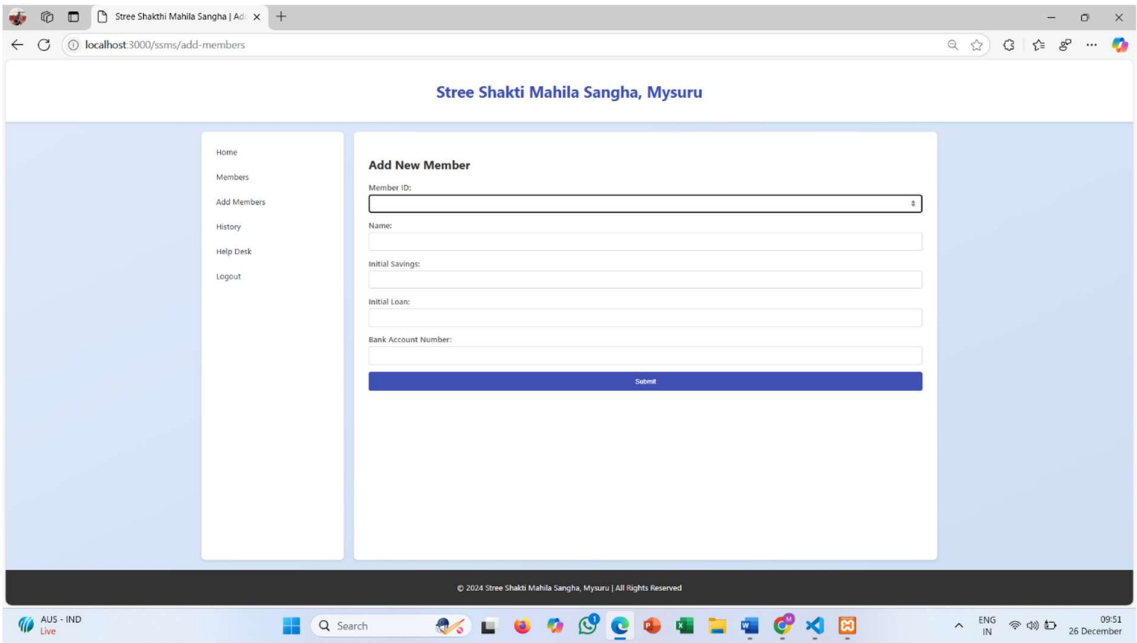 Stree Shakthi Mahila Sangha | Ad
localhost:3000/ssms/add-members
Stree Shakti Mahila Sangha, Mysuru
Home
Members
Add Members
History
Help Desk
Logout
Add New Member
Member ID:
Name:
Initial Savings:
Initial Loan:
Bank Account Number:
Submit
© 2024 Stree Shakti Mahila Sangha, Mysuru | All Rights Reserved
AUS - IND
Live
Search
ENG
IN
09:51
26 December